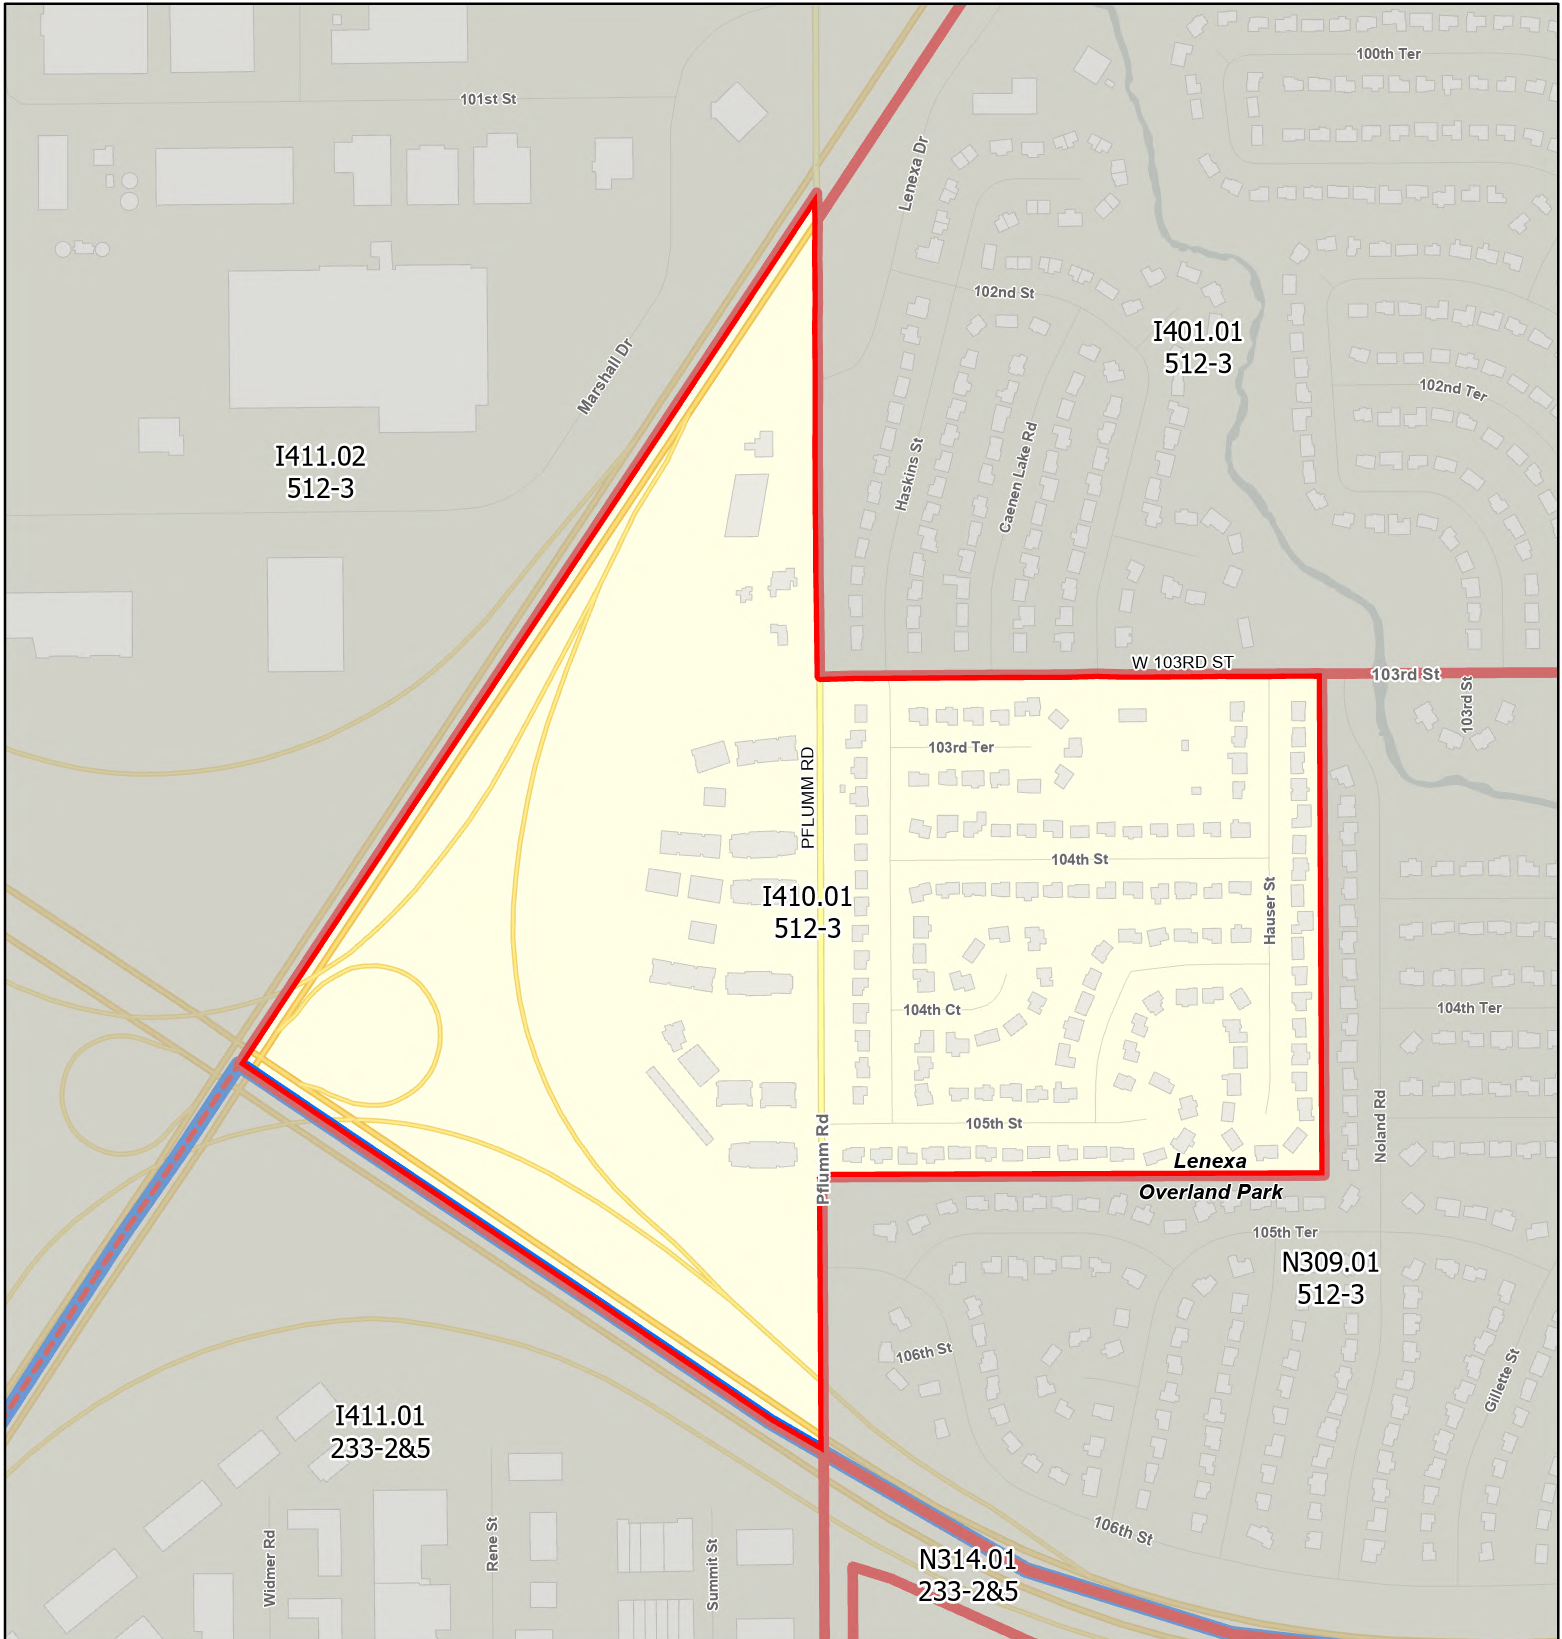 100th Ter
101st St
Lenexa Dr
102nd St
I401.01
512-3
Marshall Dr
102nd Ter
I411.02
512-3
Haskins St
Caenen Lake Rd
W 103RD ST
103rd St
103rd St
103rd Ter
PFLUMM RD
104th St
I410.01
512-3
Hauser St
104th Ct
104th Ter
105th St
Noland Rd
Pflumm Rd
Lenexa
Overland Park
105th Ter
N309.01
512-3
106th St
Gillette St
I411.01
233-2&5
106th St
Widmer Rd
Rene St
Summit St
N314.01
233-2&5